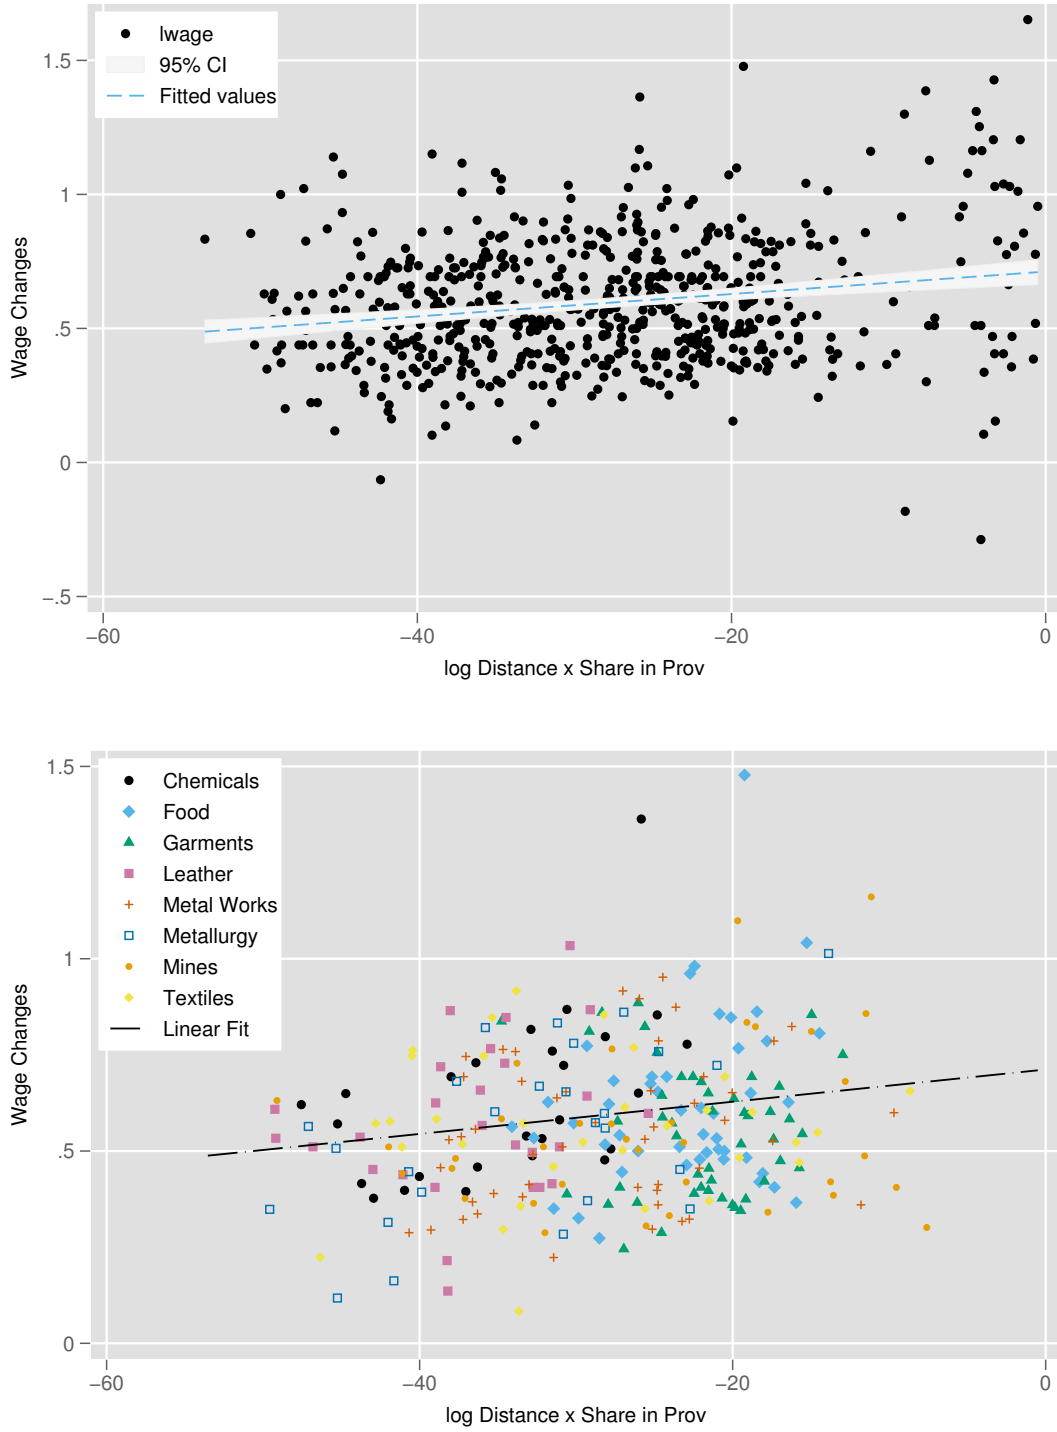 lwage
95% CI
Fitted values
1.5
1
.5
0
−.5
Wage Changes
−60
−40
−20
0
log Distance x Share in Prov
Chemicals
Food
Garments
Leather
Metal Works
Metallurgy
Mines
Textiles
Linear Fit
1.5
1
.5
0
Wage Changes
−60
−40
−20
0
log Distance x Share in Prov